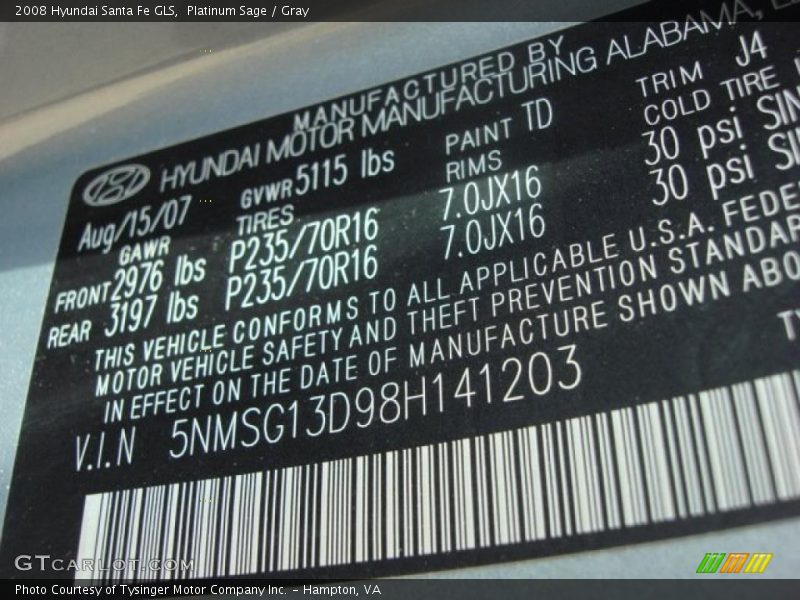 2008 Hyundai Santa Fe GLS, Platinum Sage / Gray
MANUFACTURED BY
HYUNDAI MOTOR MANUFACTURING ALABAMA,
Aug/15/07 GVWR 5115 lbs PAINT TD TRIM J4
GAWR TIRES RIMS COLD TIRE
FRONT 2976 lbs P235/70R16 7.0JX16 30 psi
REAR 3197 lbs P235/70R16 7.0JX16 30 psi
THIS VEHICLE CONFORMS TO ALL APPLICABLE U.S.A.
MOTOR VEHICLE SAFETY AND THEFT PREVENTION
IN EFFECT ON THE DATE OF MANUFACTURE SHOWN
V.I.N 5NMSG13D98H141203
GTcarlot.com
Photo Courtesy of Tysinger Motor Company Inc. - Hampton, VA